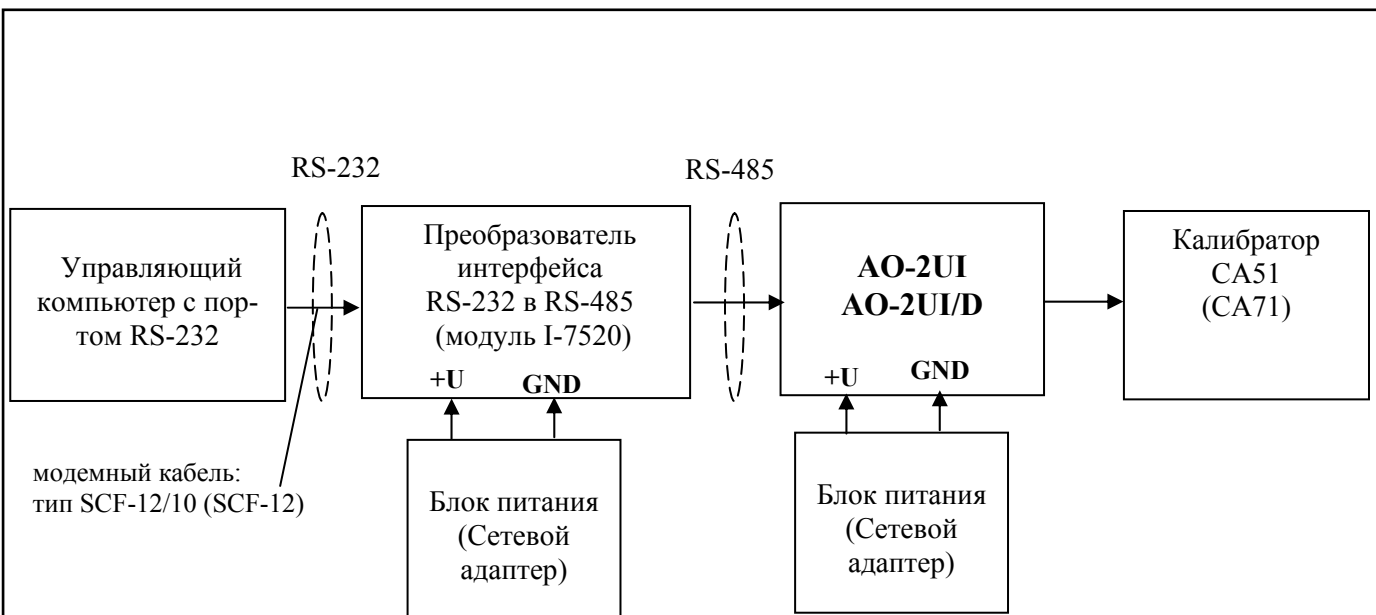 RS-232
RS-485
Управляющий
компьютер с пор-
том RS-232
Преобразователь
интерфейса
RS-232 в RS-485
(модуль I-7520)
+U
GND
AO-2UI
AO-2UI/D
+U
GND
Калибратор
CA51
(CA71)
модемный кабель:
тип SCF-12/10 (SCF-12)
Блок питания
(Сетевой
адаптер)
Блок питания
(Сетевой
адаптер)